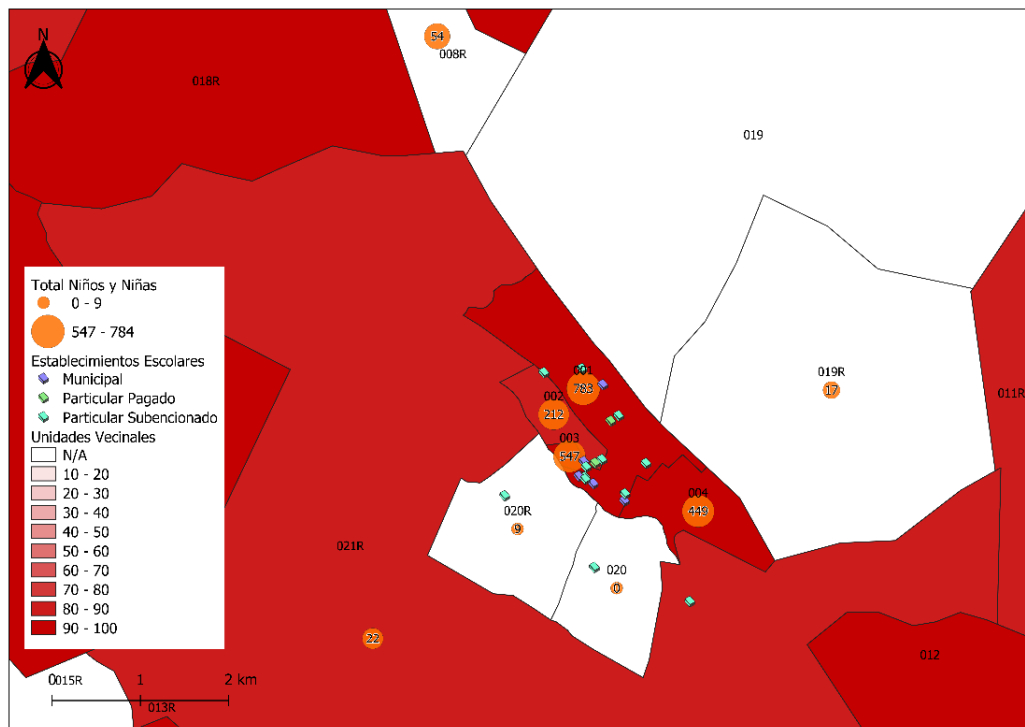 N
54
008R
018R
019
Total Niños y Niñas
0 - 9
547 - 784
Establecimientos Escolares
Municipal
Particular Pagado
Particular Subencionado
Unidades Vecinales
N/A
10 - 20
20 - 30
30 - 40
40 - 50
50 - 60
60 - 70
70 - 80
80 - 90
90 - 100
001
783
002
212
003
547
004
449
019R
17
011R
020R
9
020
0
021R
22
012
015R
013R
0 1 2 km